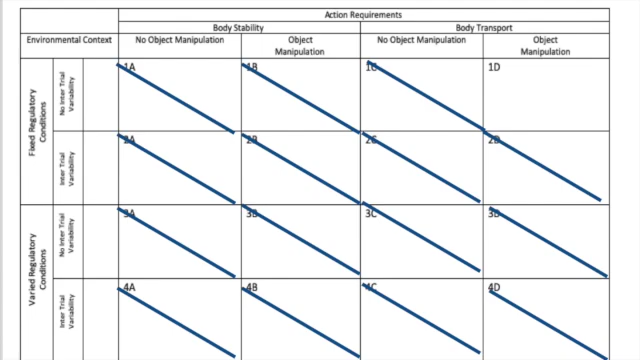 Action Requirements
Body Stability Body Transport
Environmental Context No Object Manipulation Object Manipulation No Object Manipulation Object Manipulation
Fixed Regulatory Conditions
No Inter Trial Variability
1A 1B 1C 1D
Inter Trial Variability
2A 2B 2C 2D
Varied Regulatory Conditions
No Inter Trial Variability
3A 3B 3C 3D
Inter Trial Variability
4A 4B 4C 4D